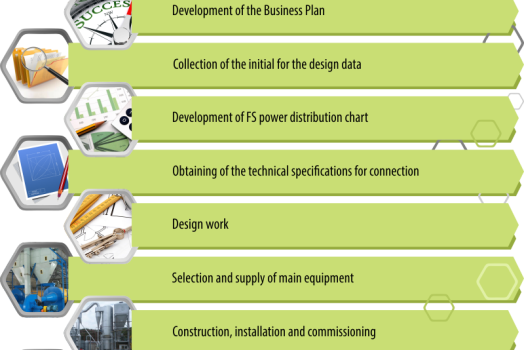 SUCCESS
Development of the Business Plan
Collection of the initial for the design data
Development of FS power distribution chart
Obtaining of the technical specifications for connection
Design work
Selection and supply of main equipment
Construction, installation and commissioning